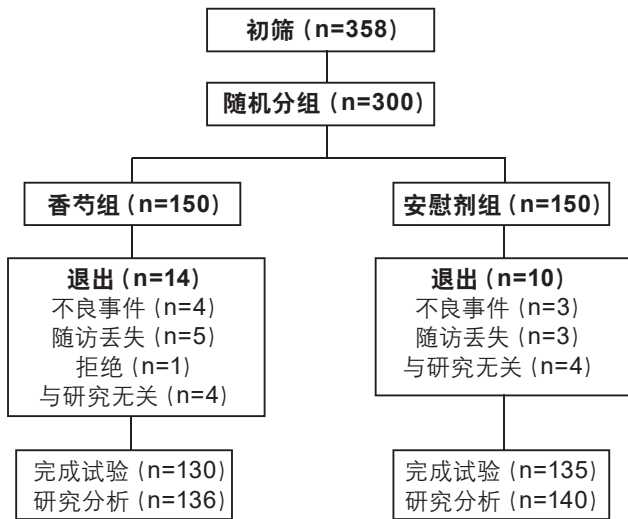 初筛 (n=358)
随机分组 (n=300)
香芍组 (n=150)
安慰剂组 (n=150)
退出 (n=14)
不良事件 (n=4)
随访丢失 (n=5)
拒绝 (n=1)
与研究无关 (n=4)
退出 (n=10)
不良事件 (n=3)
随访丢失 (n=3)
与研究无关 (n=4)
完成试验 (n=130)
研究分析 (n=136)
完成试验 (n=135)
研究分析 (n=140)